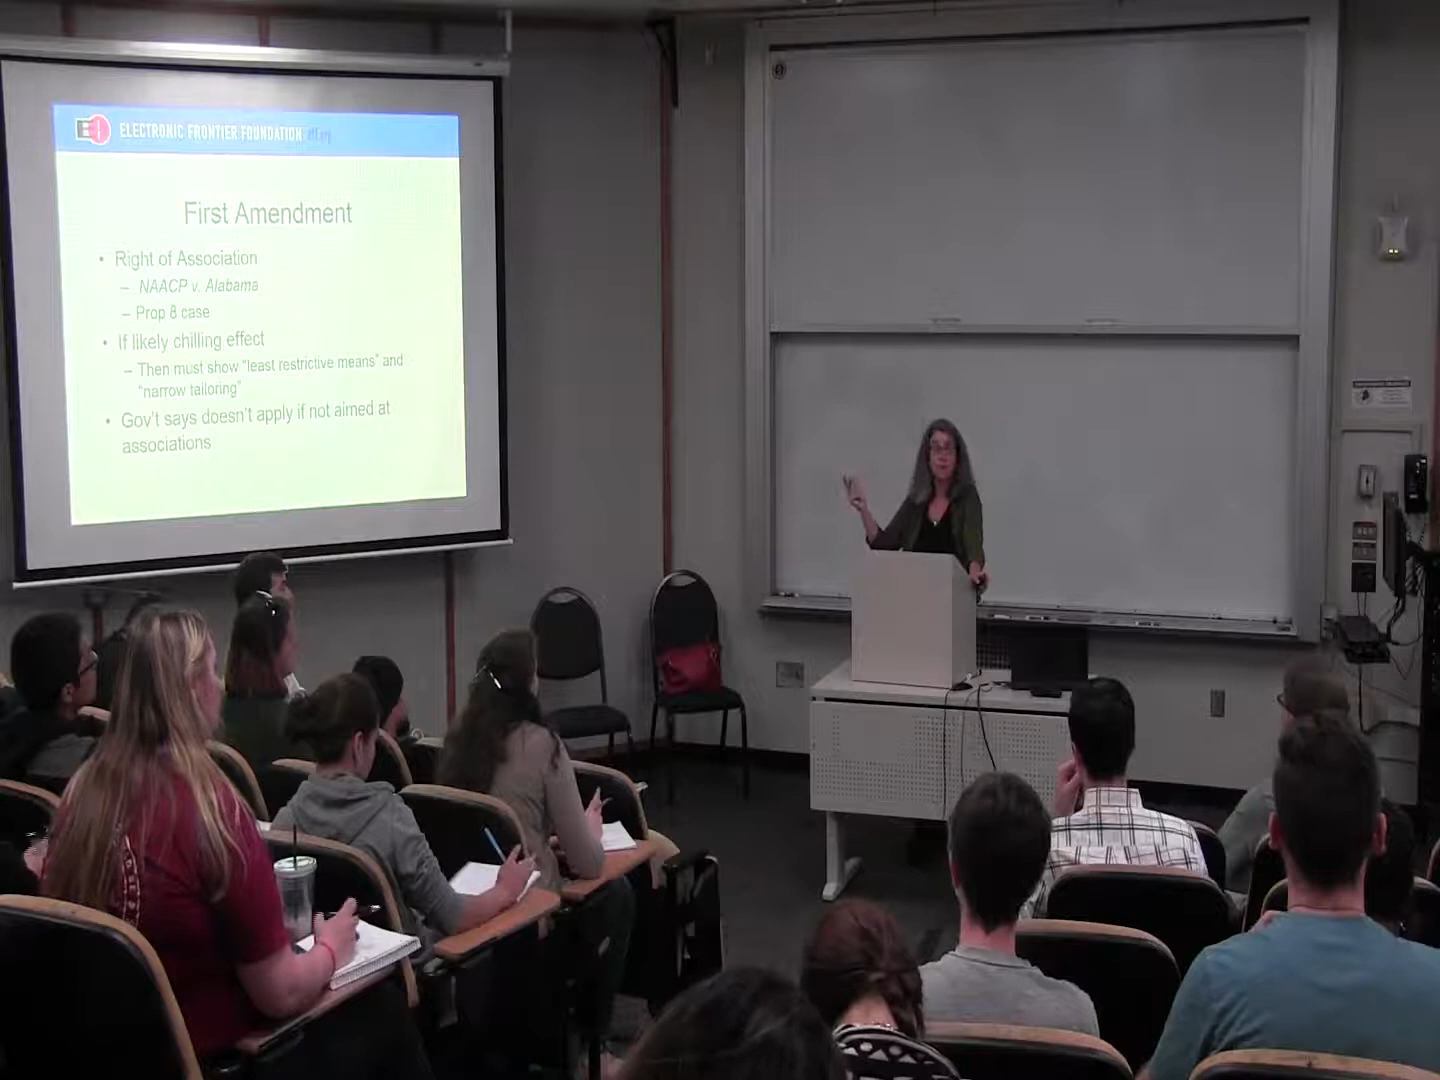 ELECTRONIC FRONTIER FOUNDATION eff.org
First Amendment
• Right of Association
– NAACP v. Alabama
– Prop 8 case
• If likely chilling effect
– Then must show "least restrictive means" and
"narrow tailoring"
• Gov't says doesn't apply if not aimed at
associations